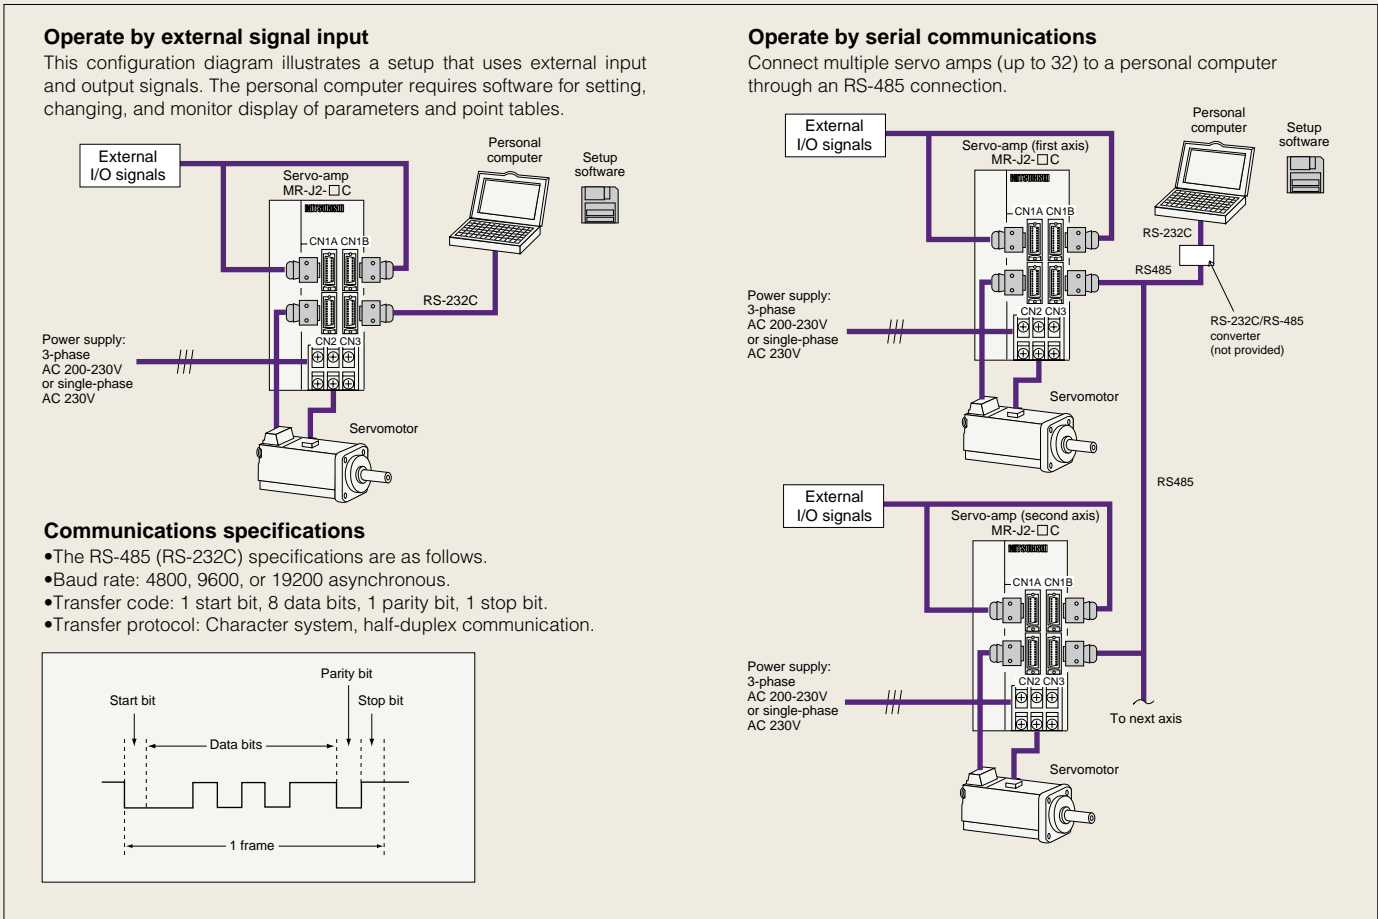 Operate by external signal input
This configuration diagram illustrates a setup that uses external input
and output signals. The personal computer requires software for setting,
changing, and monitor display of parameters and point tables.
External
I/O signals
Servo-amp
MR-J2-□C
MITSUBISHI
Personal
computer
Setup
software
CN1A CN1B
RS-232C
CN2 CN3
Power supply:
3-phase
AC 200-230V
or single-phase
AC 230V
Servomotor
Communications specifications
•The RS-485 (RS-232C) specifications are as follows.
•Baud rate: 4800, 9600, or 19200 asynchronous.
•Transfer code: 1 start bit, 8 data bits, 1 parity bit, 1 stop bit.
•Transfer protocol: Character system, half-duplex communication.
Parity bit
Start bit
Stop bit
Data bits
1 frame
Operate by serial communications
Connect multiple servo amps (up to 32) to a personal computer
through an RS-485 connection.
External
I/O signals
Servo-amp (first axis)
MR-J2-□C
MITSUBISHI
Personal
computer
Setup
software
CN1A CN1B
RS-232C
RS485
RS-232C/RS-485
converter
(not provided)
CN2 CN3
Power supply:
3-phase
AC 200-230V
or single-phase
AC 230V
Servomotor
RS485
External
I/O signals
Servo-amp (second axis)
MR-J2-□C
MITSUBISHI
CN1A CN1B
CN2 CN3
Power supply:
3-phase
AC 200-230V
or single-phase
AC 230V
To next axis
Servomotor